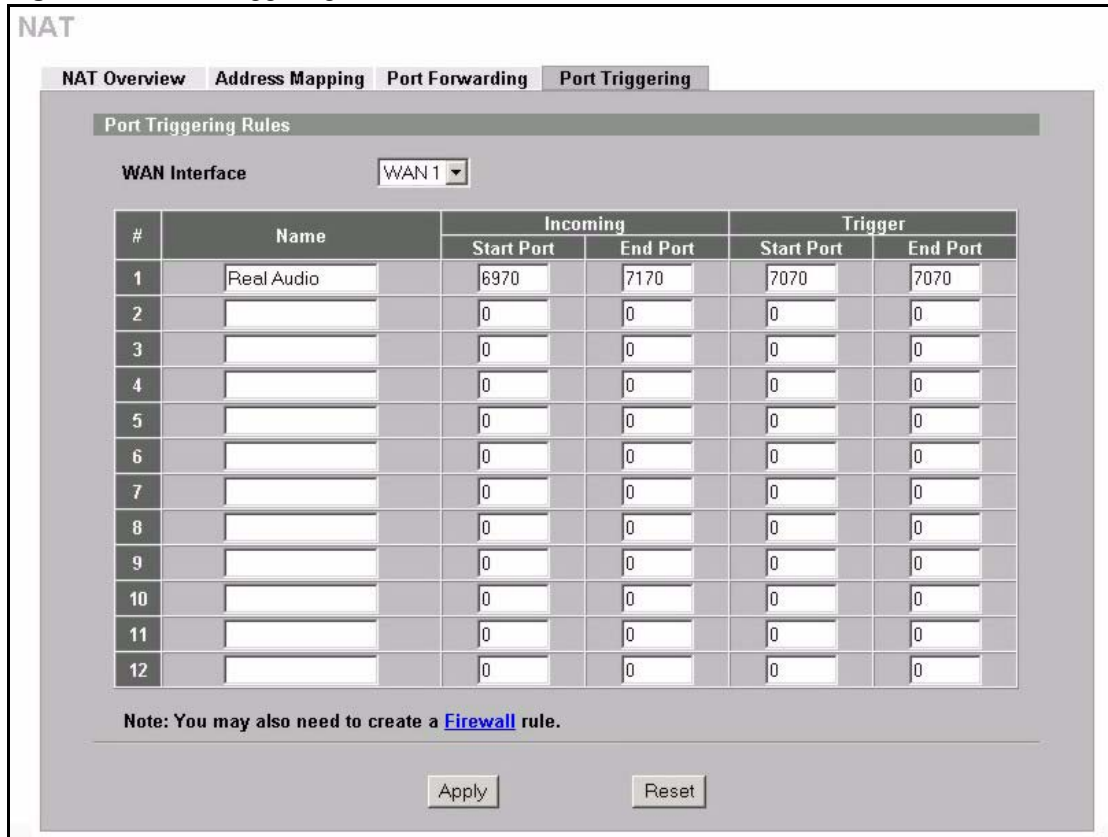 NAT
NAT Overview Address Mapping Port Forwarding Port Triggering
Port Triggering Rules
WAN Interface WAN 1
# Name Incoming Trigger
Start Port End Port Start Port End Port
1 Real Audio 6970 7170 7070 7070
2 0 0 0 0
3 0 0 0 0
4 0 0 0 0
5 0 0 0 0
6 0 0 0 0
7 0 0 0 0
8 0 0 0 0
9 0 0 0 0
10 0 0 0 0
11 0 0 0 0
12 0 0 0 0
Note: You may also need to create a Firewall rule.
Apply Reset